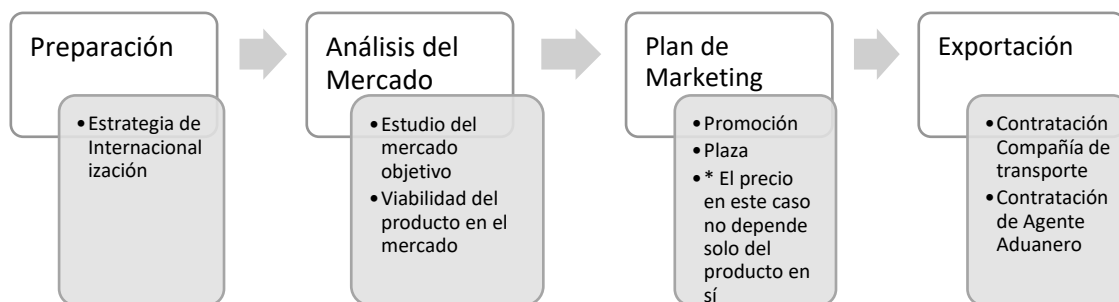 Preparación
• Estrategia de
Internacional
ización
Análisis del
Mercado
• Estudio del
mercado
objetivo
• Viabilidad del
producto en el
mercado
Plan de
Marketing
• Promoción
• Plaza
• * El precio
en este caso
no depende
solo del
producto en
sí
Exportación
• Contratación
Compañía de
transporte
• Contratación
de Agente
Aduanero